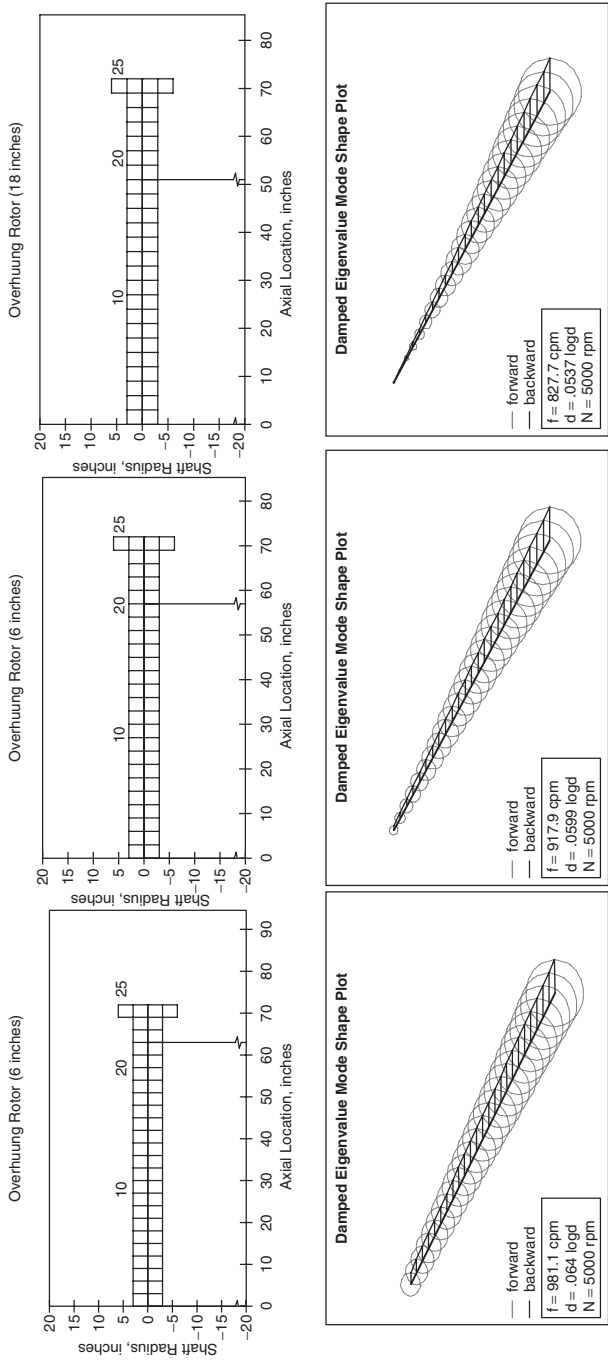 Overhuung Rotor (6 inches)
20
15
10
5
0
−5
−10
−15
−20
Shaft Radius, inches
10
20
25
0 10 20 30 40 50 60 70 80 90
Axial Location, inches
Overhuung Rotor (6 inches)
20
15
10
5
0
−5
−10
−15
−20
Shaft Radius, inches
10
20
25
0 10 20 30 40 50 60 70 80
Axial Location, inches
Overhuung Rotor (18 inches)
20
15
10
5
0
−5
−10
−15
−20
Shaft Radius, inches
10
20
25
0 10 20 30 40 50 60 70 80
Axial Location, inches
Damped Eigenvalue Mode Shape Plot
forward
backward
f = 981.1 cpm
d = .064 logd
N = 5000 rpm
Damped Eigenvalue Mode Shape Plot
forward
backward
f = 917.9 cpm
d = .0599 logd
N = 5000 rpm
Damped Eigenvalue Mode Shape Plot
forward
backward
f = 827.7 cpm
d = .0537 logd
N = 5000 rpm